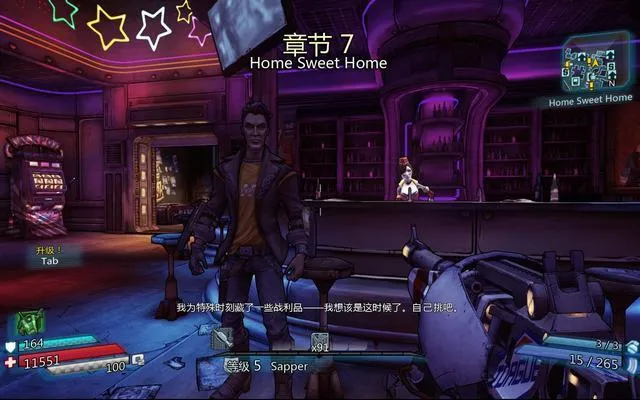 章节 7
Home Sweet Home
Home Sweet Home
升级！
Tab
我为特殊时刻藏了一些战利品——我想该是这时候了。自己挑吧。
x91
164
11551
100
等级 5 Sapper
3 / 3
15 / 265